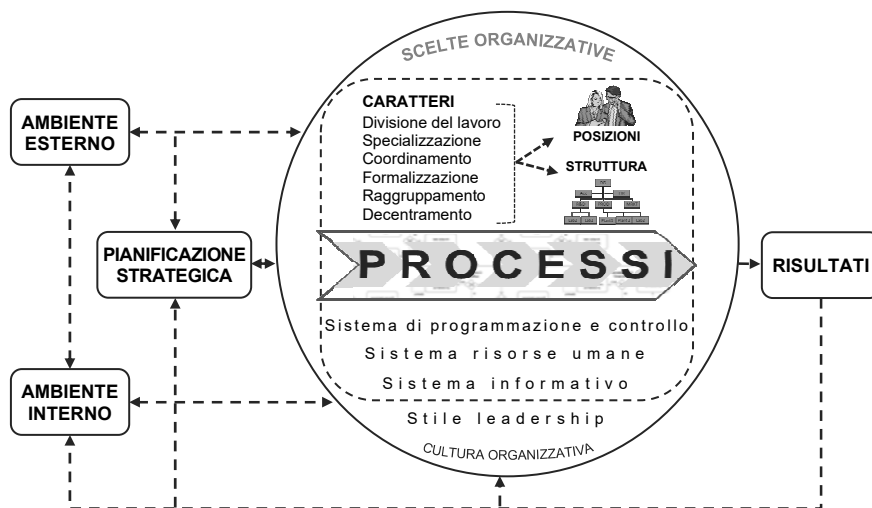 SCELTE ORGANIZZATIVE
CARATTERI
Divisione del lavoro
Specializzazione
Coordinamento
Formalizzazione
Raggruppamento
Decentramento
POSIZIONI
STRUTTURA
AMBIENTE
ESTERNO
PIANIFICAZIONE
STRATEGICA
AMBIENTE
INTERNO
PROCESSI
Sistema di programmazione e controllo
Sistema risorse umane
Sistema informativo
Stile leadership
CULTURA ORGANIZZATIVA
RISULTATI